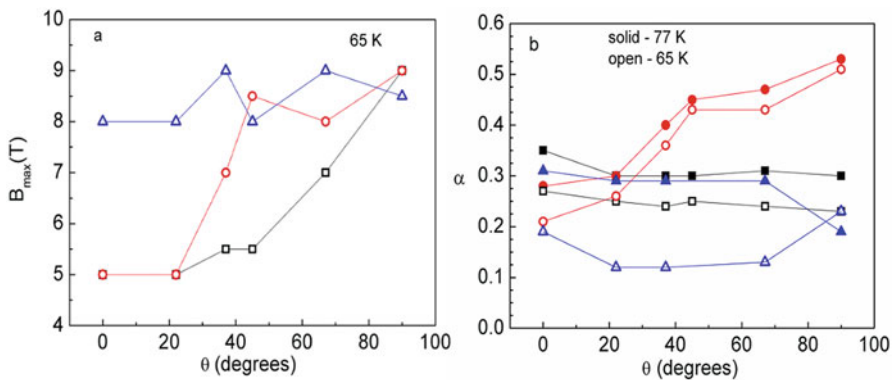 a
65 K
B_max(T)
10
9
8
7
6
5
4
0 20 40 60 80 100
θ (degrees)
b
solid - 77 K
open - 65 K
α
0.6
0.5
0.4
0.3
0.2
0.1
0.0
0 20 40 60 80 100
θ (degrees)